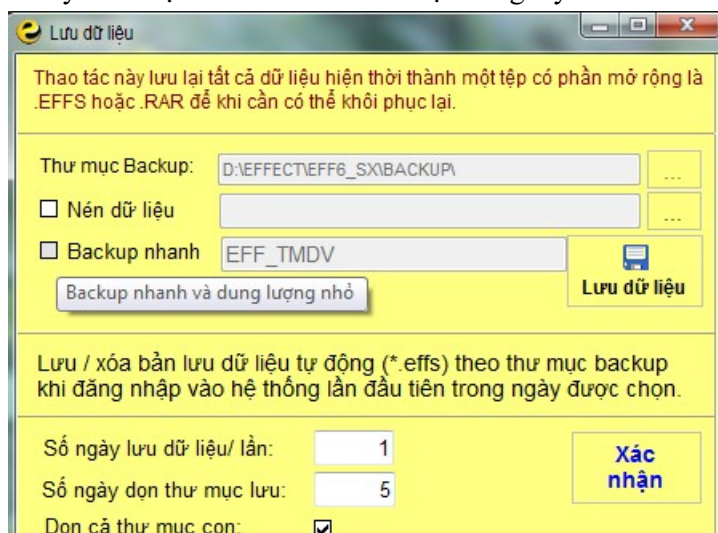 Lưu dữ liệu
Thao tác này lưu lại tất cả dữ liệu hiện thời thành một tệp có phần mở rộng là
.EFFS hoặc .RAR để khi cần có thể khôi phục lại.
Thư mục Backup: D:\EFFECT\EFF6_SX\BACKUP\ ...
Nén dữ liệu ...
Backup nhanh EFF_TMDV
Lưu dữ liệu
Backup nhanh và dung lượng nhỏ
Lưu / xóa bản lưu dữ liệu tự động (*.effs) theo thư mục backup
khi đăng nhập vào hệ thống lần đầu tiên trong ngày được chọn.
Số ngày lưu dữ liệu/ lần: 1
Xác
nhận
Số ngày dọn thư mục lưu: 5
Dọn cả thư mục con: